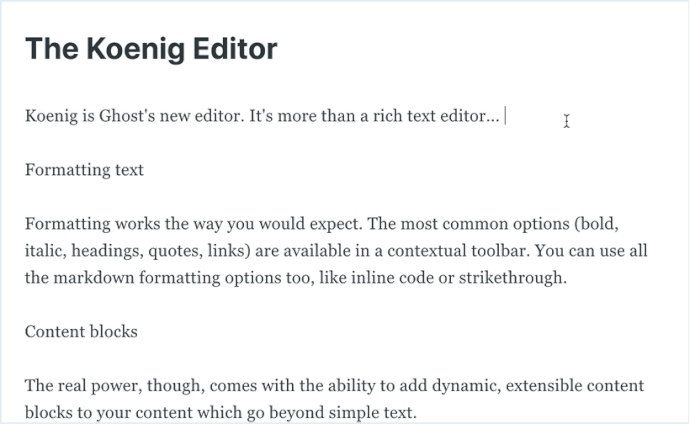 The Koenig Editor
Koenig is Ghost's new editor. It's more than a rich text editor...
Formatting text
Formatting works the way you would expect. The most common options (bold,
italic, headings, quotes, links) are available in a contextual toolbar. You can use all
the markdown formatting options too, like inline code or strikethrough.
Content blocks
The real power, though, comes with the ability to add dynamic, extensible content
blocks to your content which go beyond simple text.